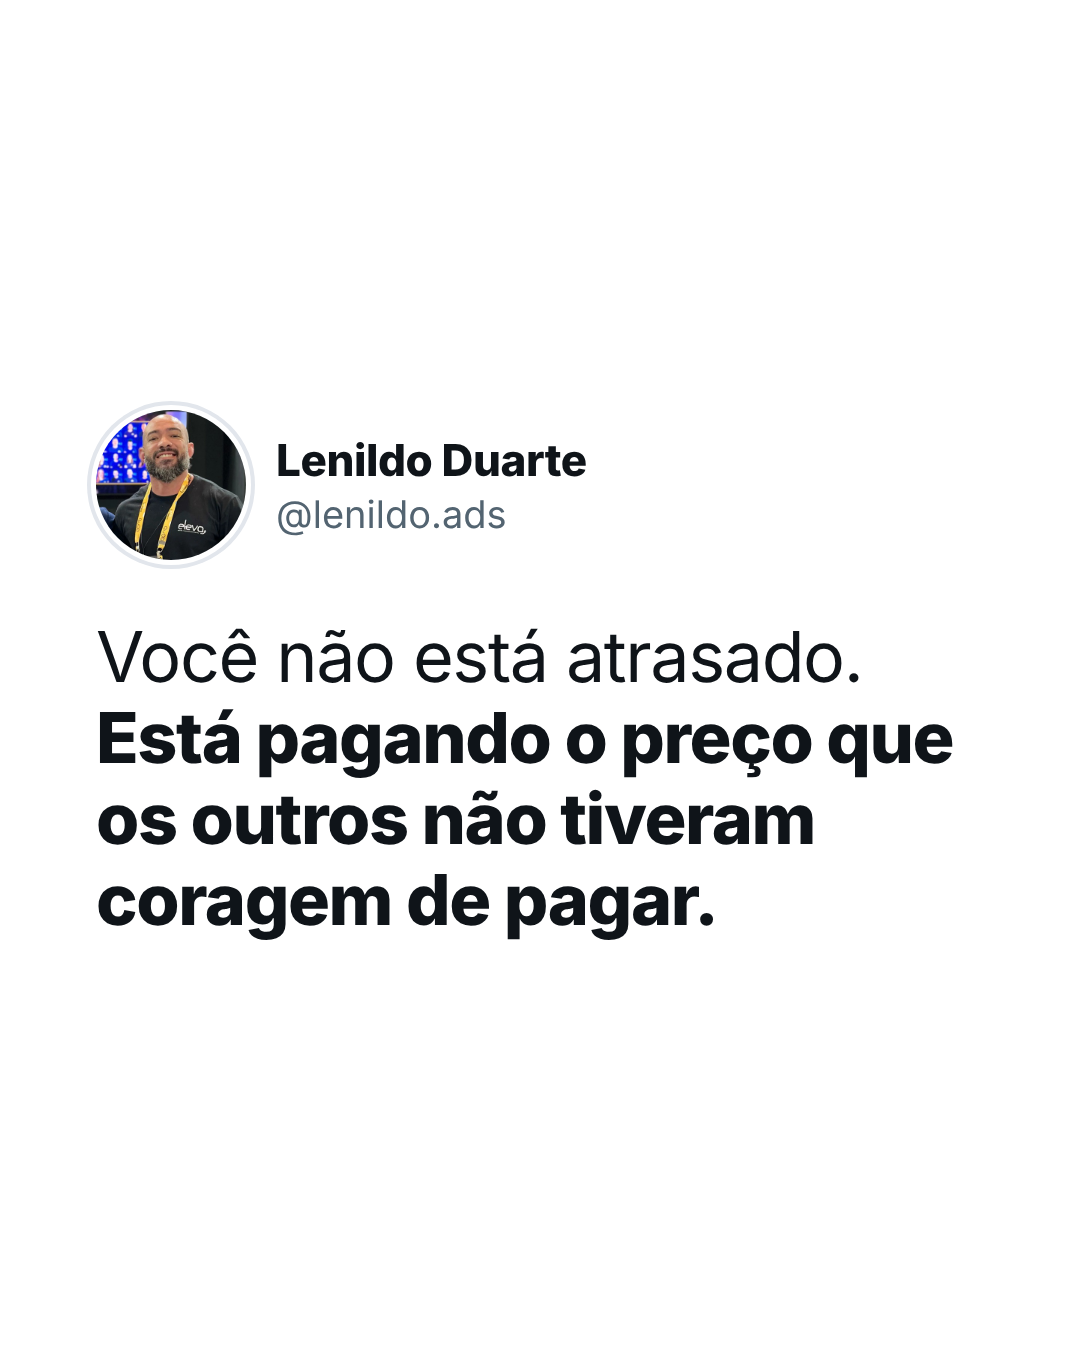 Lenildo Duarte
@lenildo.ads
elevo
Você não está atrasado.
Está pagando o preço que
os outros não tiveram
coragem de pagar.